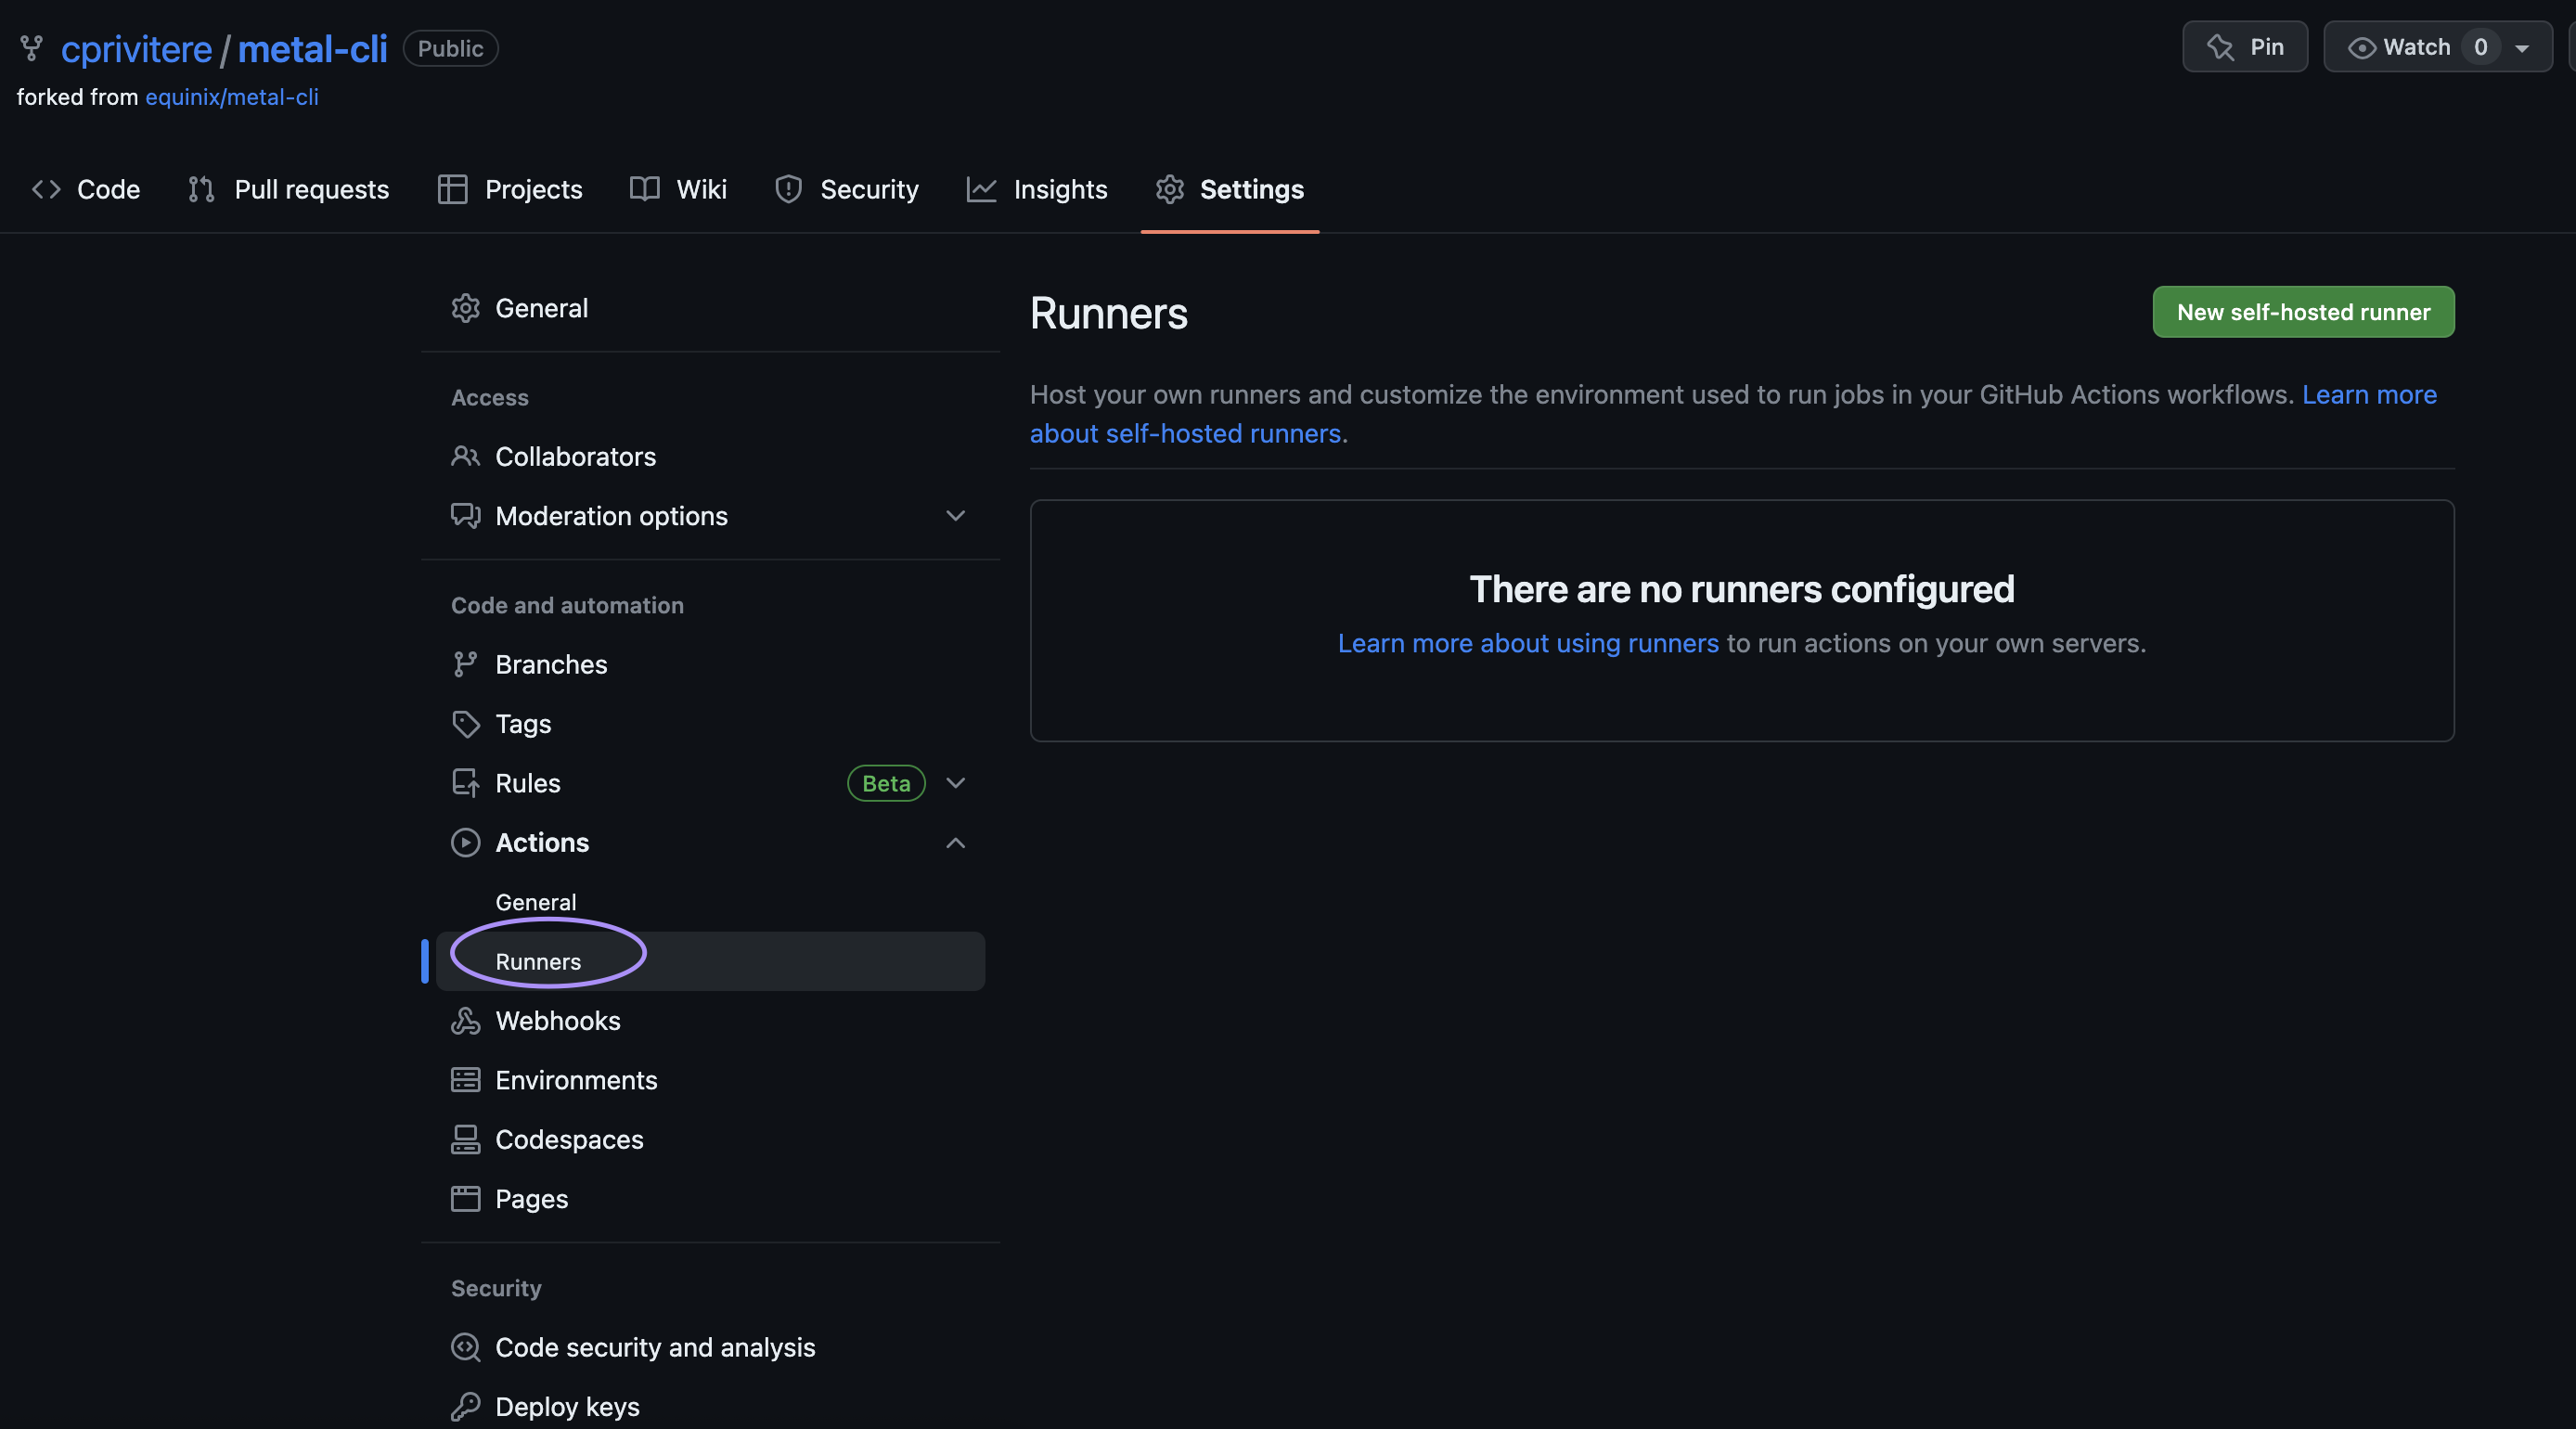 cprivitere / metal-cli Public
Pin
Watch 0
forked from equinix/metal-cli
Code
Pull requests
Projects
Wiki
Security
Insights
Settings
General
Access
Collaborators
Moderation options
Code and automation
Branches
Tags
Rules Beta
Actions
General
Runners
Webhooks
Environments
Codespaces
Pages
Security
Code security and analysis
Deploy keys
Runners
New self-hosted runner
Host your own runners and customize the environment used to run jobs in your GitHub Actions workflows. Learn more
about self-hosted runners.
There are no runners configured
Learn more about using runners to run actions on your own servers.